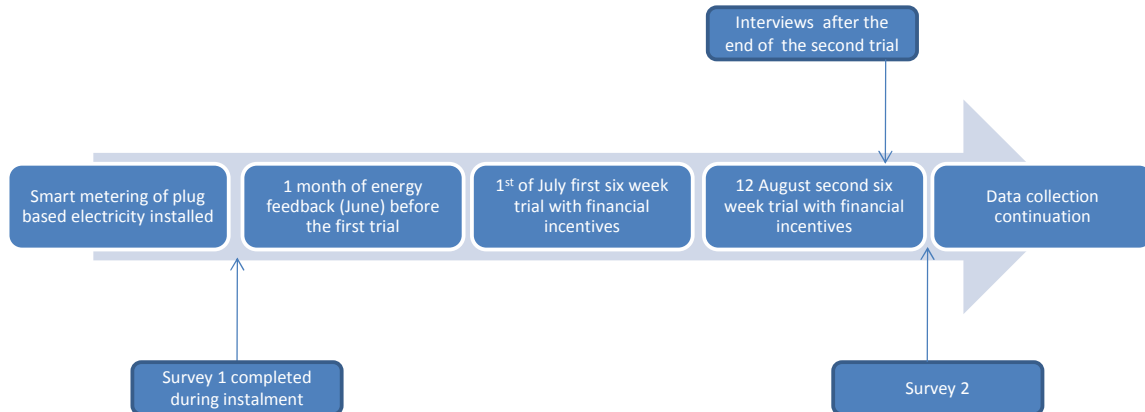 Interviews after the
end of the second trial
Smart metering of plug
based electricity installed
1 month of energy
feedback (June) before
the first trial
1st of July first six week
trial with financial
incentives
12 August second six
week trial with financial
incentives
Data collection
continuation
Survey 1 completed
during instalment
Survey 2